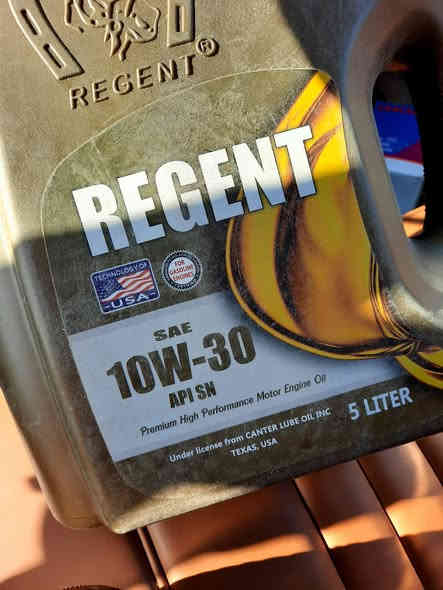 REGENT®
REGENT
TECHNOLOGY OF
USA
FOR
GASOLINE
ENGINES
SAE
10W-30
API SN
Premium High Performance Motor Engine Oil
5 LITER
Under license from CANTER LUBE OIL INC
TEXAS, USA